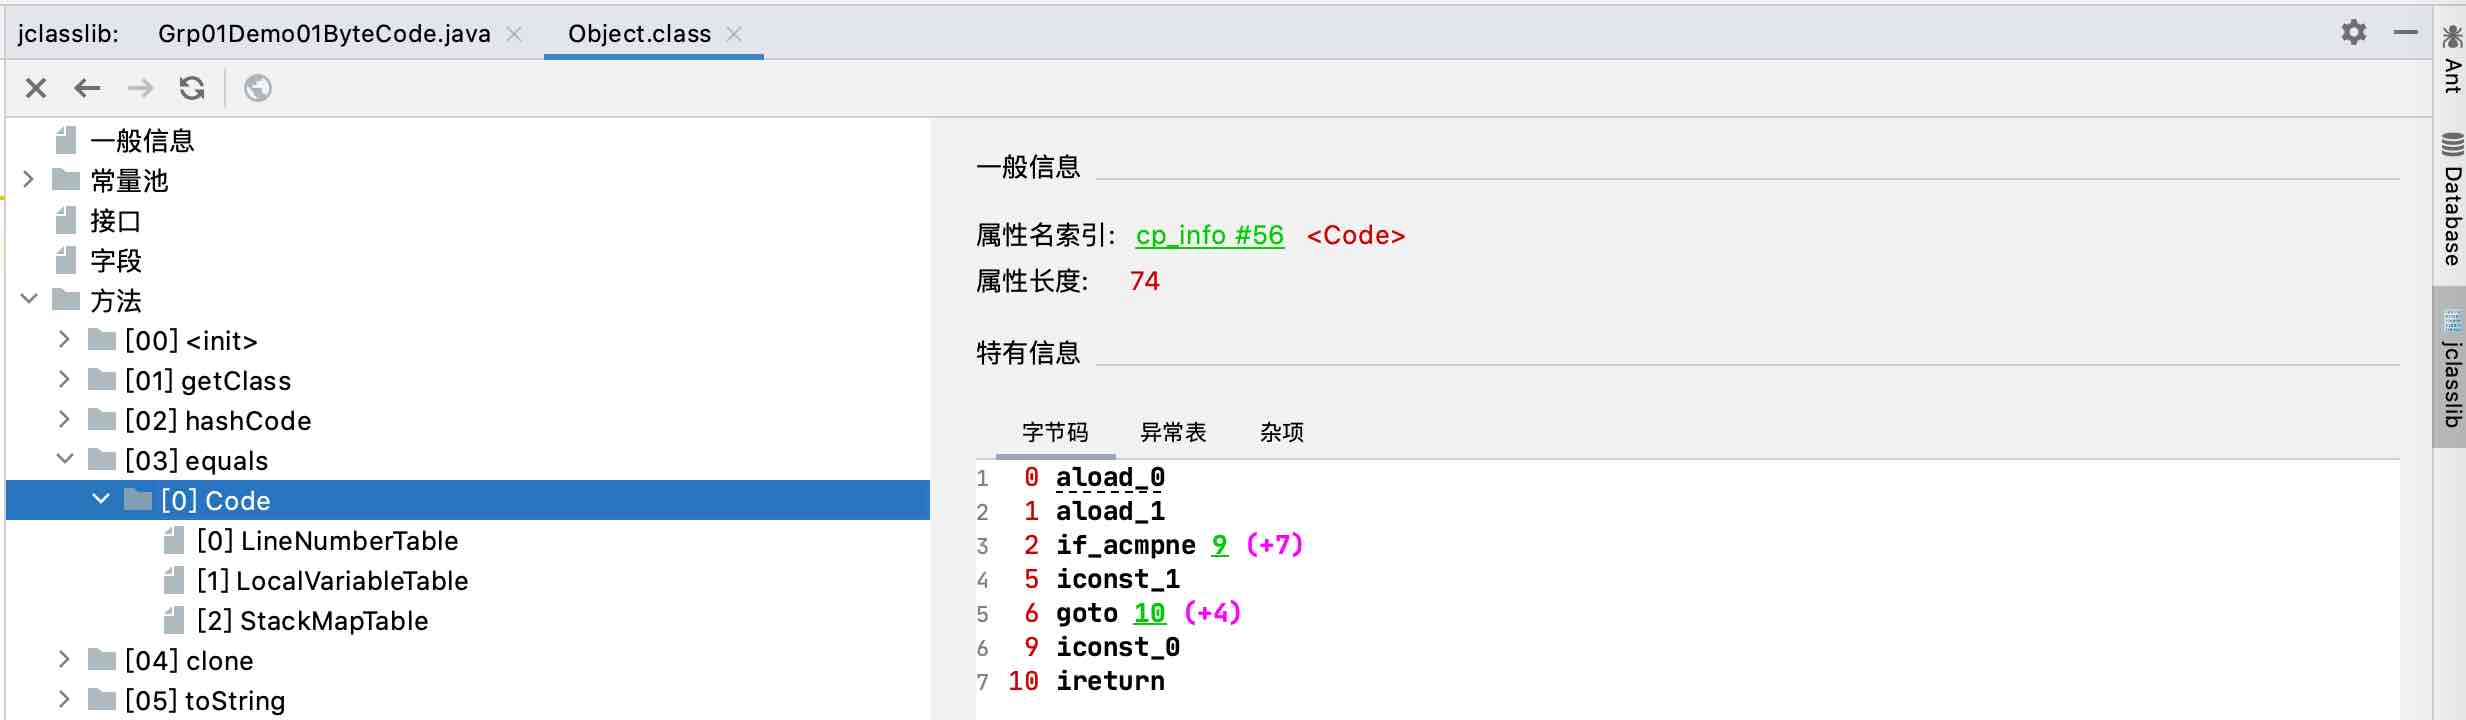 jclasslib: Grp01Demo01ByteCode.java Object.class
一般信息
常量池
接口
字段
方法
[00] <init>
[01] getClass
[02] hashCode
[03] equals
[0] Code
[0] LineNumberTable
[1] LocalVariableTable
[2] StackMapTable
[04] clone
[05] toString
一般信息
属性名索引: cp_info #56 <Code>
属性长度: 74
特有信息
字节码 异常表 杂项
1 0 aload_0
2 1 aload_1
3 2 if_acmpne 9 (+7)
4 5 iconst_1
5 6 goto 10 (+4)
6 9 iconst_0
7 10 ireturn
Ant
Database
jclasslib